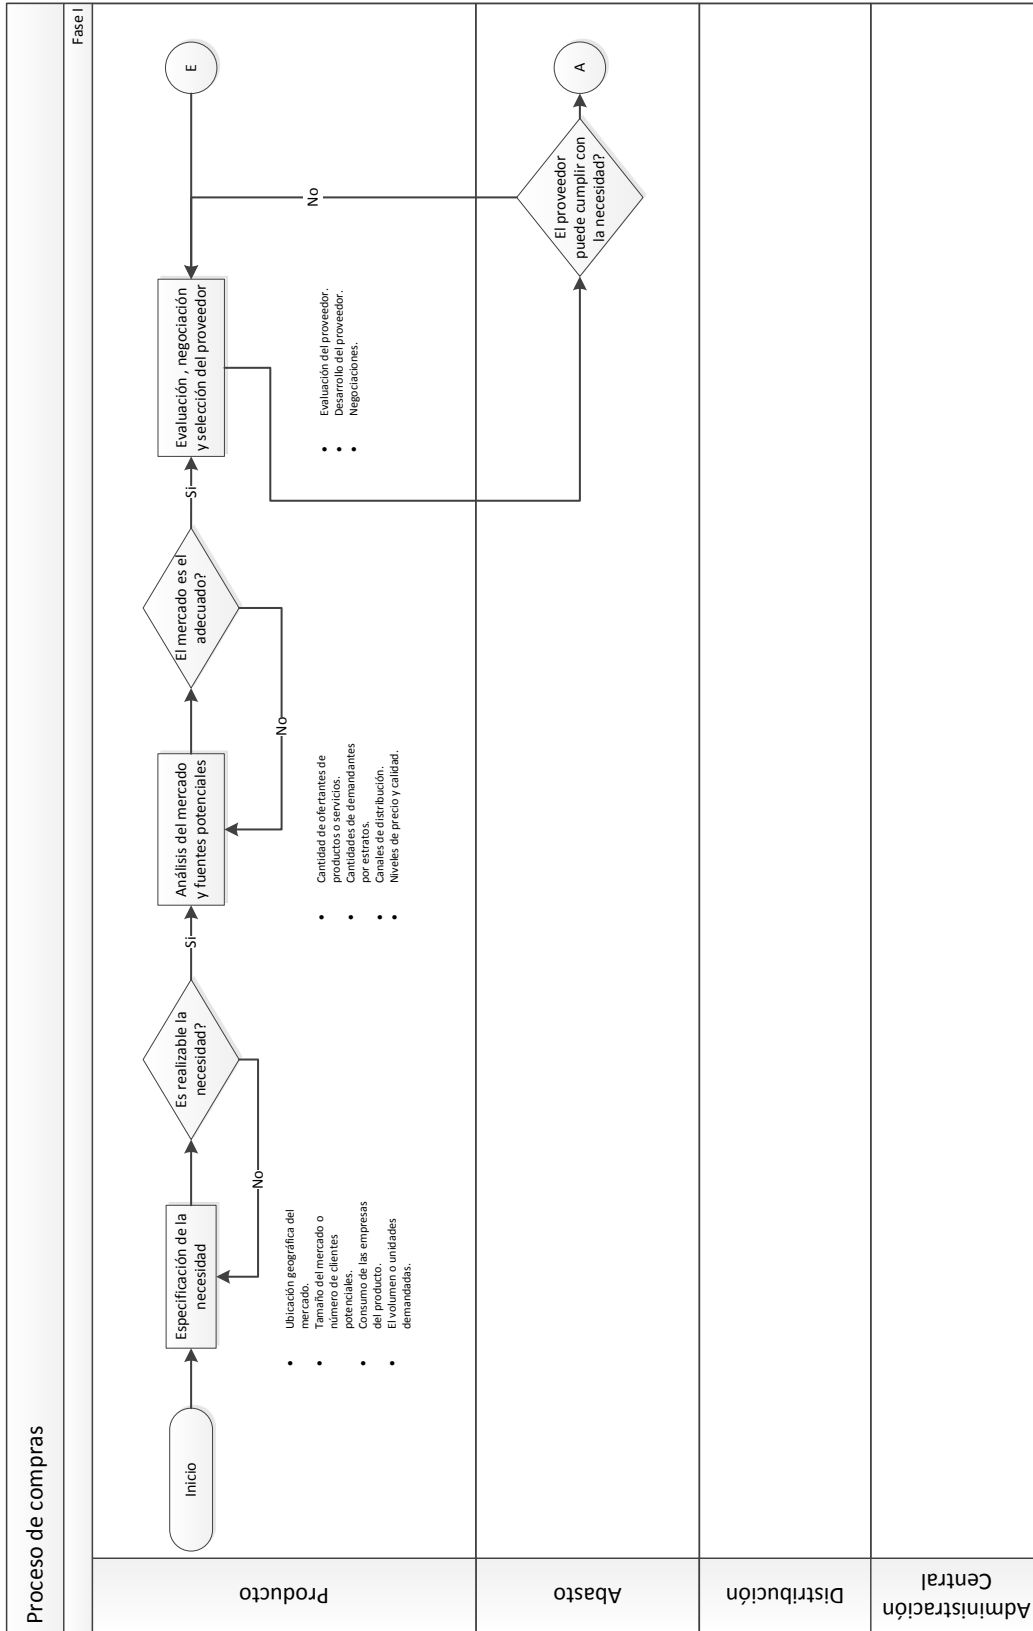 Proceso de compras
Fase I
Producto
Inicio
Especificación de la
necesidad
Es realizable la
necesidad?
Si
No
Análisis del mercado
y fuentes potenciales
El mercado es el
adecuado?
Si
No
Evaluación , negociación
y selección del proveedor
E
• Ubicación geográfica del
mercado.
• Tamaño del mercado o
número de clientes
potenciales.
• Consumo de las empresas
del producto.
• El volumen o unidades
demandadas.
• Cantidad de ofertantes de
productos o servicios.
• Cantidades de demandantes
por estratos.
• Canales de distribución.
• Niveles de precio y calidad.
• Evaluación del proveedor.
• Desarrollo del proveedor.
• Negociaciones.
No
Abasto
El proveedor
puede cumplir con
la necesidad?
A
Distribución
Administración
Central